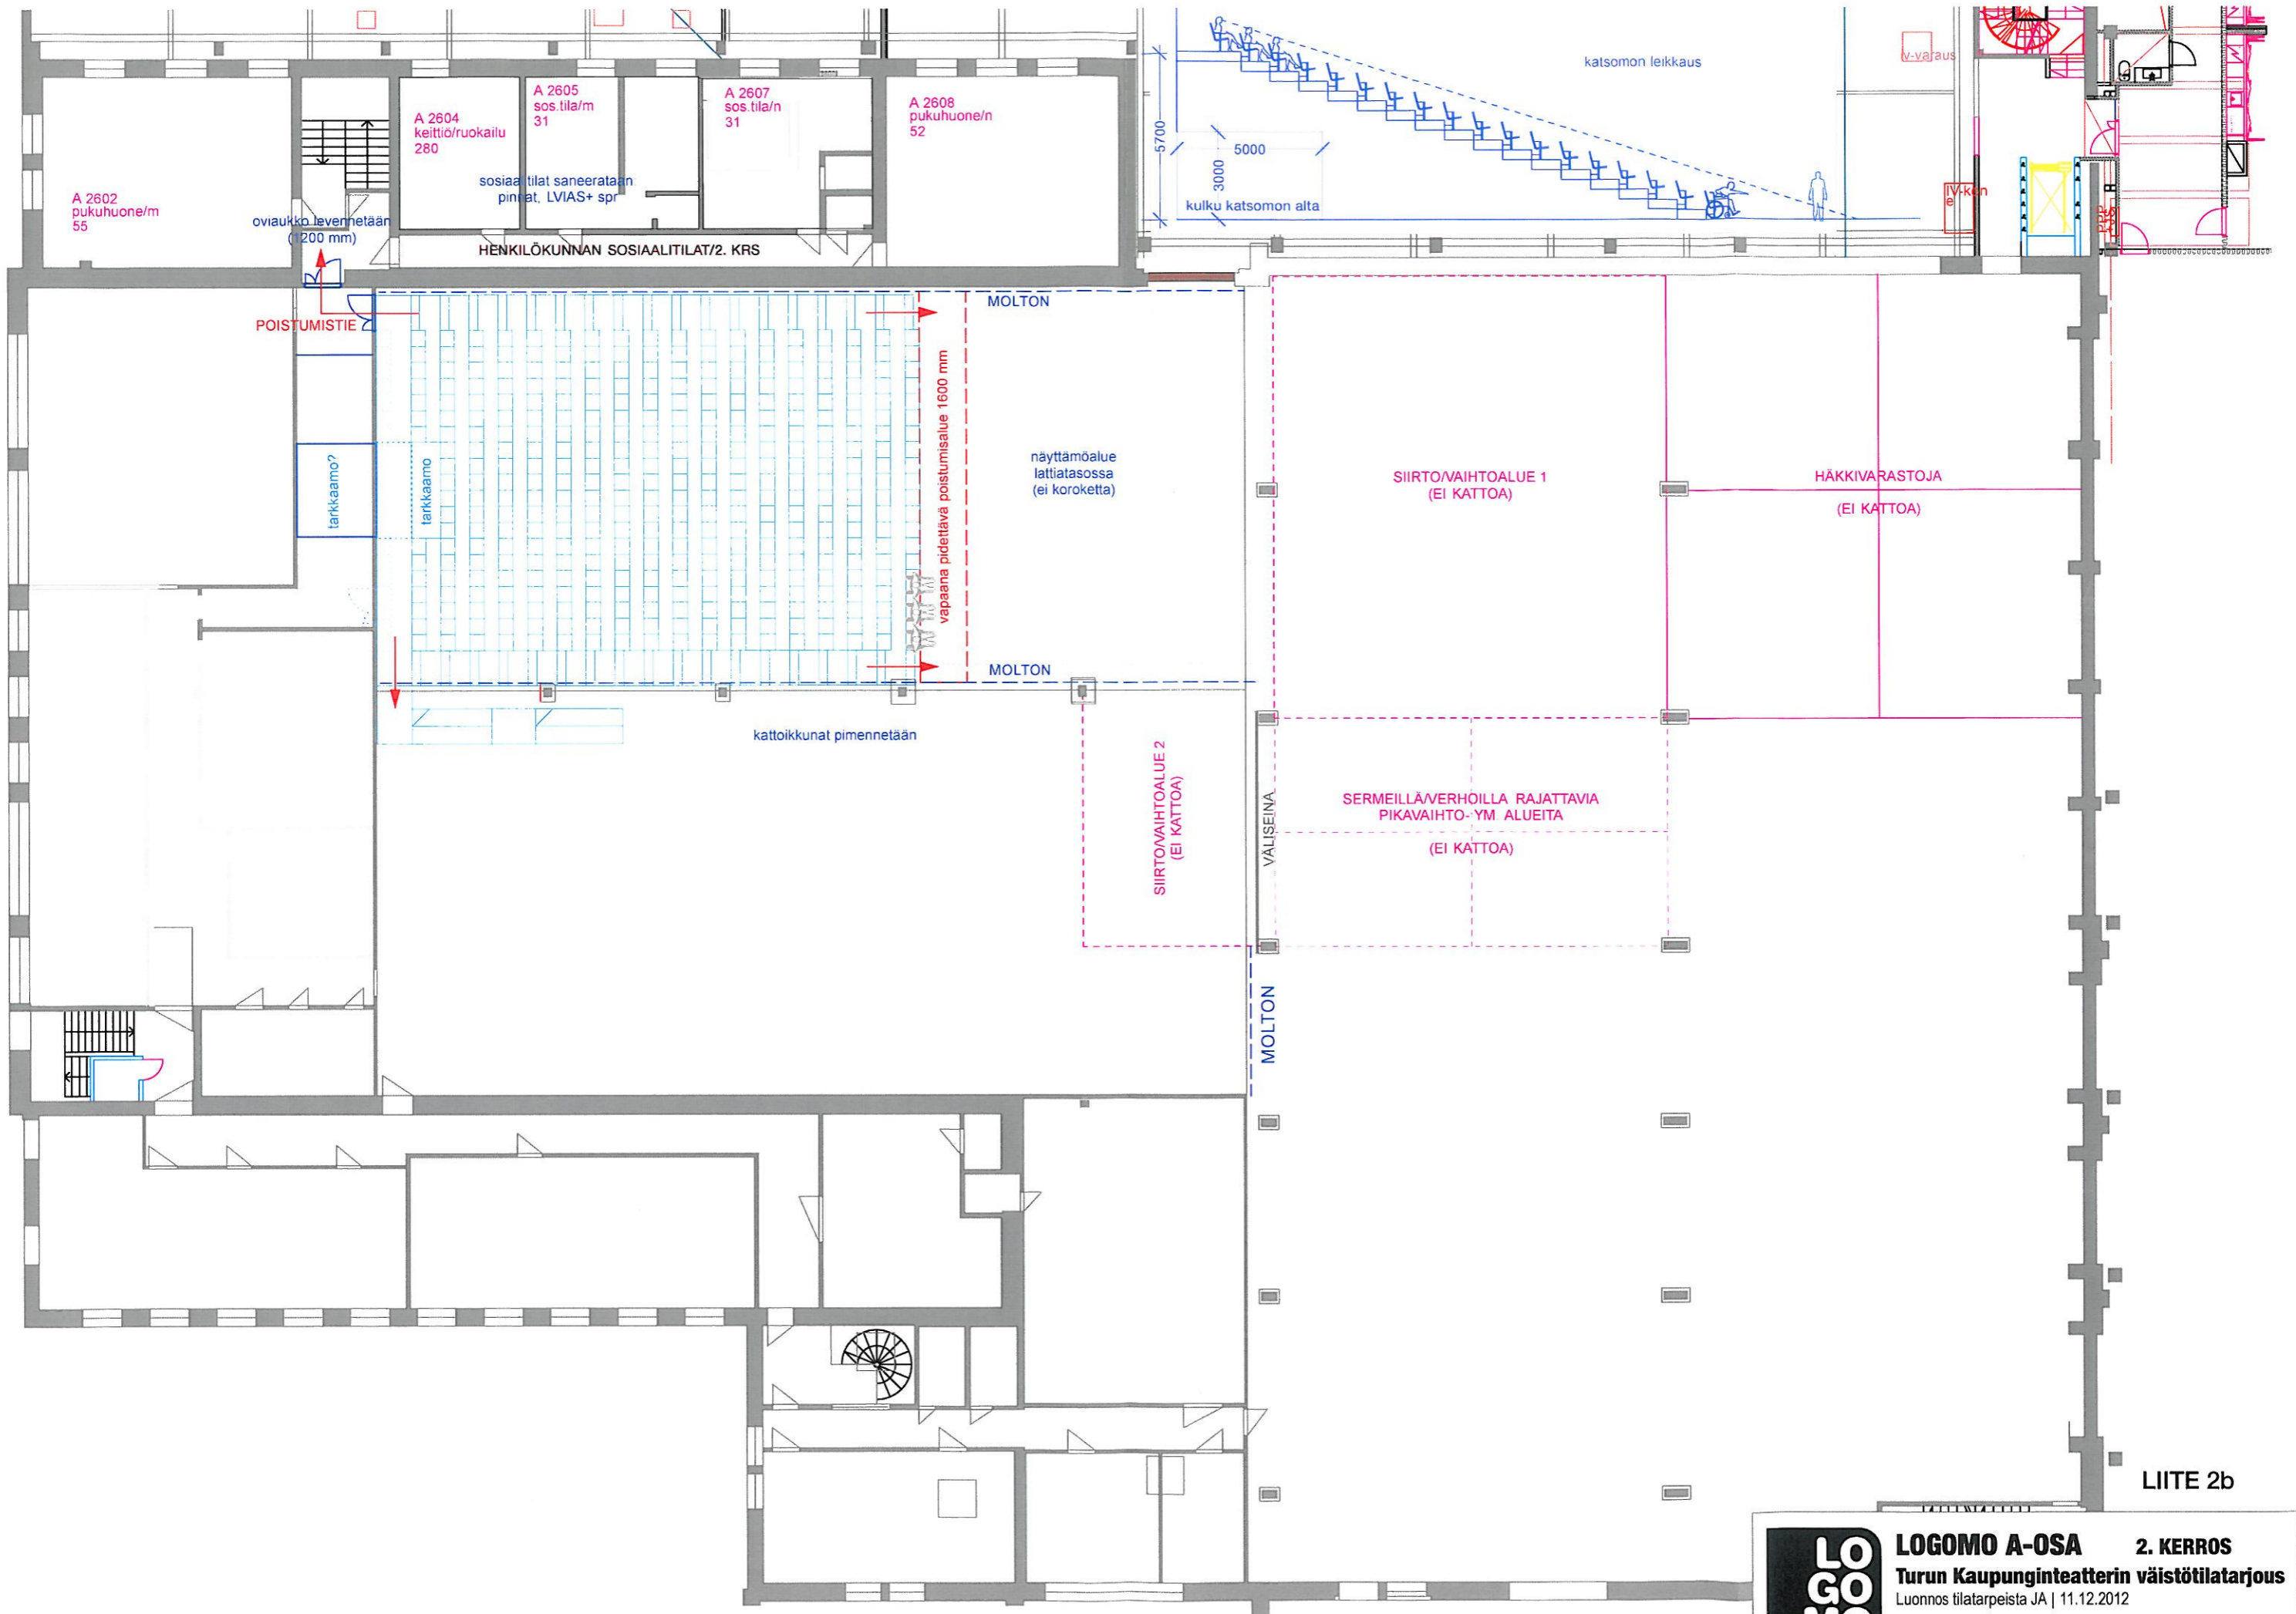 katsomon leikkaus
iv-varaus
A 2604
keittiö/ruokailu
280
A 2605
sos.tila/m
31
A 2607
sos.tila/n
31
A 2608
pukuhuone/n
52
5700
5000
3000
kulku katsomon alta
A 2602
pukuhuone/m
55
sosiaalitilat saneerataan
pinnat, LVIAS+ spr
oviaukko levennetään
(1200 mm)
HENKILÖKUNNAN SOSIAALITILAT/2. KRS
POISTUMISTIE
MOLTON
vapaana pidettävä poistumisalue 1600 mm
tarkkaamo?
tarkkaamo
näyttämöalue
lattiatasossa
(ei koroketta)
SIIRTO/VAIHTOALUE 1
(EI KATTOA)
HÄKKIVARASTOJA
(EI KATTOA)
MOLTON
kattoikkunat pimennetään
SIIRTO/VAIHTOALUE 2
(EI KATTOA)
VÄLISEINÄ
SERMEILLÄ/VERHOILLA RAJATTAVIA
PIKAVAIHTO- YM ALUEITA
(EI KATTOA)
MOLTON
LIITE 2b
LO
GO
LOGOMO A-OSA 2. KERROS
Turun Kaupunginteatterin väistötilatarjous
Luonnos tilatarpeista JA | 11.12.2012